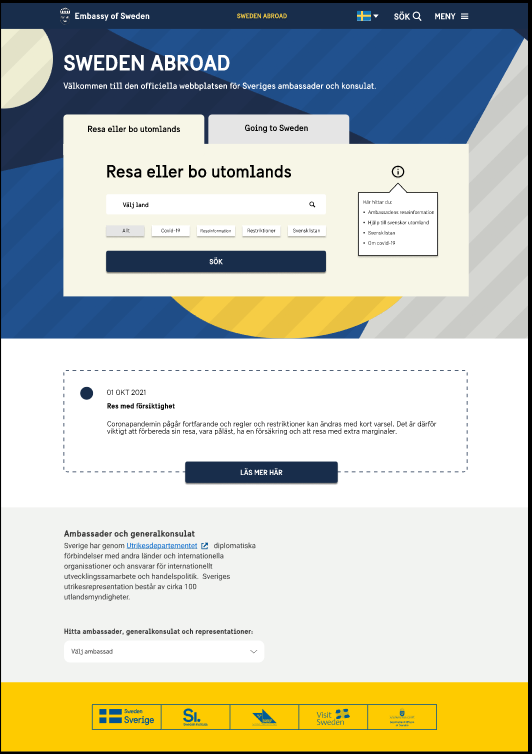 Embassy of Sweden
SWEDEN ABROAD
SÖK
MENY
SWEDEN ABROAD
Välkommen till den officiella webbplatsen för Sveriges ambassader och konsulat.
Resa eller bo utomlands
Going to Sweden
Resa eller bo utomlands
Välj land
Allt
Covid-19
Reseinformation
Restriktioner
Svensklistan
SÖK
Här hittar du:
• Ambassadens reseinformation
• Hjälp till svenskar utomland
• Svensklistan
• Om covid-19
01 OKT 2021
Res med försiktighet
Coronapandemin pågår fortfarande och regler och restriktioner kan ändras med kort varsel. Det är därför
viktigt att förbereda sin resa, vara påläst, ha en försäkring och att resa med extra marginaler.
LÄS MER HÄR
Ambassader och generalkonsulat
Sverige har genom Utrikesdepartementet diplomatiska
förbindelser med andra länder och internationella
organisationer och ansvarar för internationellt
utvecklingssamarbete och handelspolitik. Sveriges
utrikesrepresentation består av cirka 100
utlandsmyndigheter.
Hitta ambassader, generalkonsulat och representationer:
Välj ambassad
Sweden
Sverige
SI.
Visit
Sweden